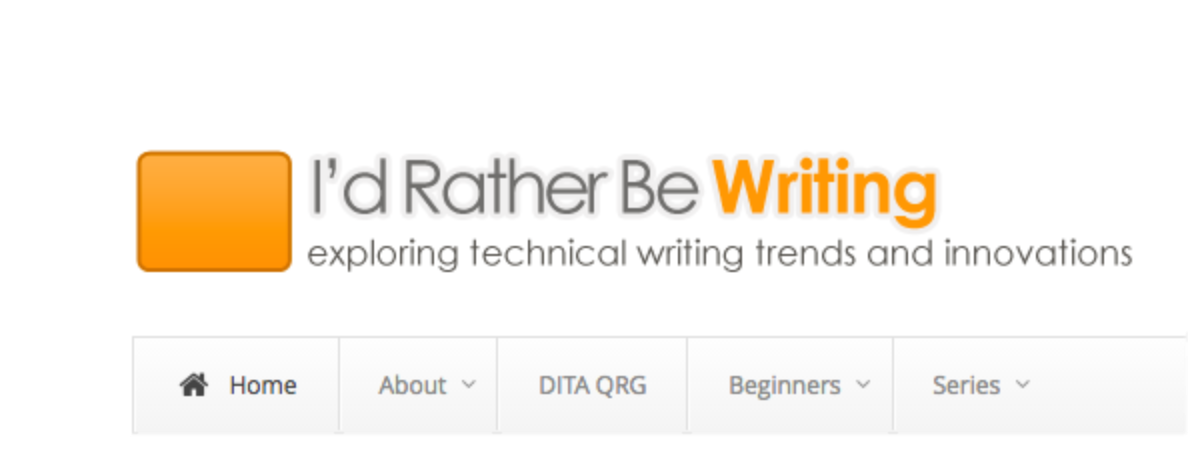 I'd Rather Be Writing
exploring technical writing trends and innovations
Home About DITA QRG Beginners Series